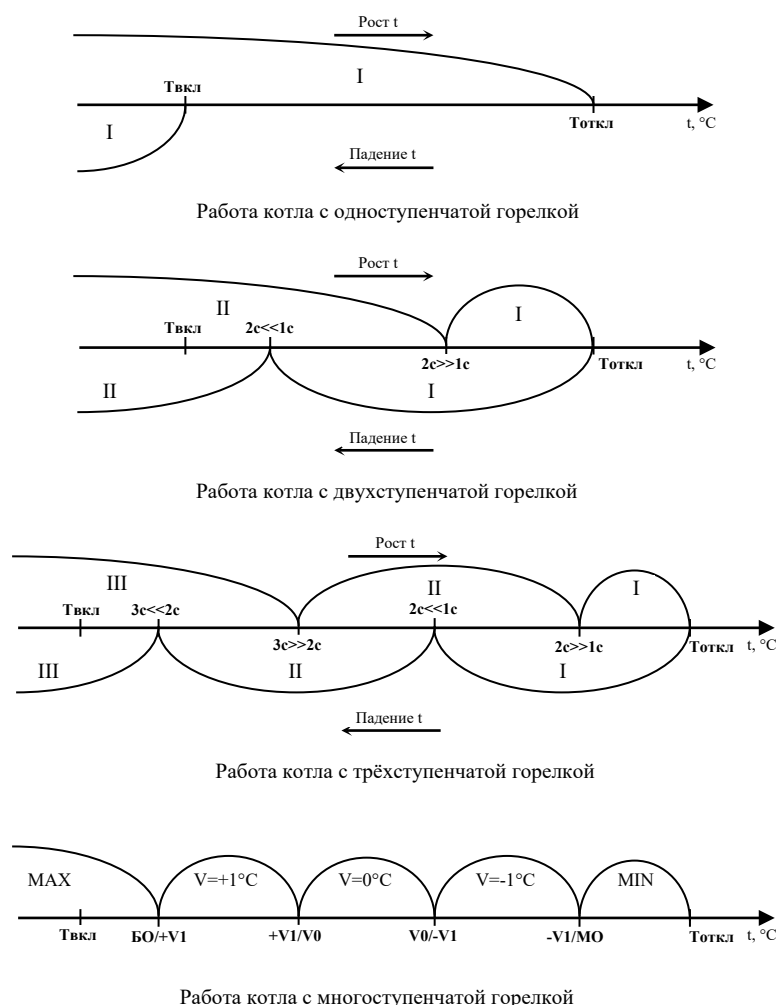 Рост t
I
Твкл
I
Тоткл
t, °C
Падение t
Работа котла с одноступенчатой горелкой
Рост t
II
I
Твкл
2с<<1с
2с>>1с
Тоткл
t, °C
II
I
Падение t
Работа котла с двухступенчатой горелкой
Рост t
III
II
I
Твкл
3с<<2с
2с<<1с
3с>>2с
2с>>1с
Тоткл
t, °C
III
II
I
Падение t
Работа котла с трёхступенчатой горелкой
MAX
V=+1°C
V=0°C
V=-1°C
MIN
Твкл
БО/+V1
+V1/V0
V0/-V1
-V1/МО
Тоткл
t, °C
Работа котла с многоступенчатой горелкой